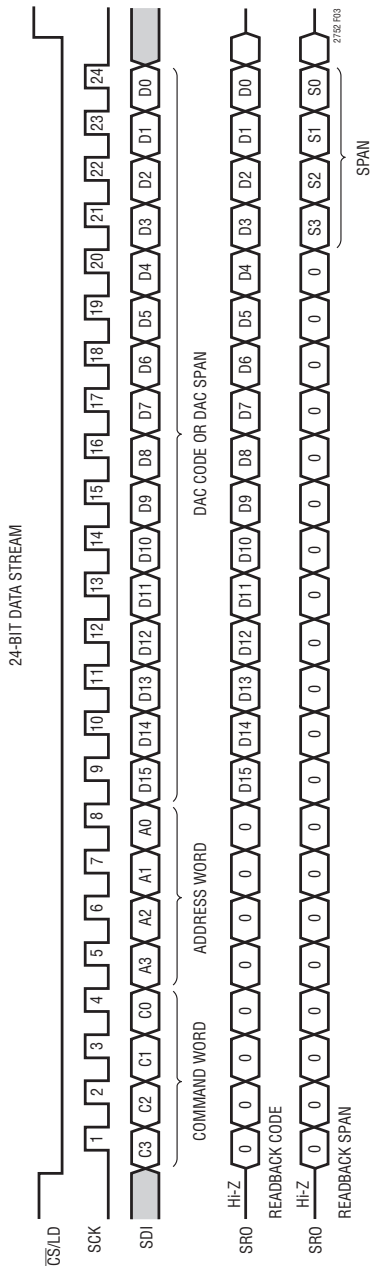 24-BIT DATA STREAM
CS/LD
SCK 1 2 3 4 5 6 7 8 9 10 11 12 13 14 15 16 17 18 19 20 21 22 23 24
SDI C3 C2 C1 C0 A3 A2 A1 A0 D15 D14 D13 D12 D11 D10 D9 D8 D7 D6 D5 D4 D3 D2 D1 D0
COMMAND WORD ADDRESS WORD DAC CODE OR DAC SPAN
SRO Hi-Z 0 0 0 0 0 0 0 0 D15 D14 D13 D12 D11 D10 D9 D8 D7 D6 D5 D4 D3 D2 D1 D0
READBACK CODE
SRO Hi-Z 0 0 0 0 0 0 0 0 0 0 0 0 0 0 0 0 0 0 0 0 S3 S2 S1 S0
READBACK SPAN
SPAN
2752 F03